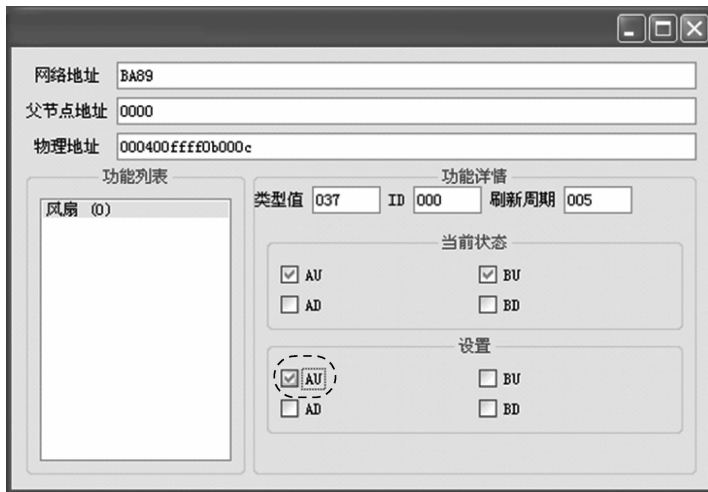 网络地址 BA89
父节点地址 0000
物理地址 000400ffff0b000c
功能列表
风扇 (0)
功能详情
类型值 037 ID 000 刷新周期 005
当前状态
AU BU
AD BD
设置
AU BU
AD BD